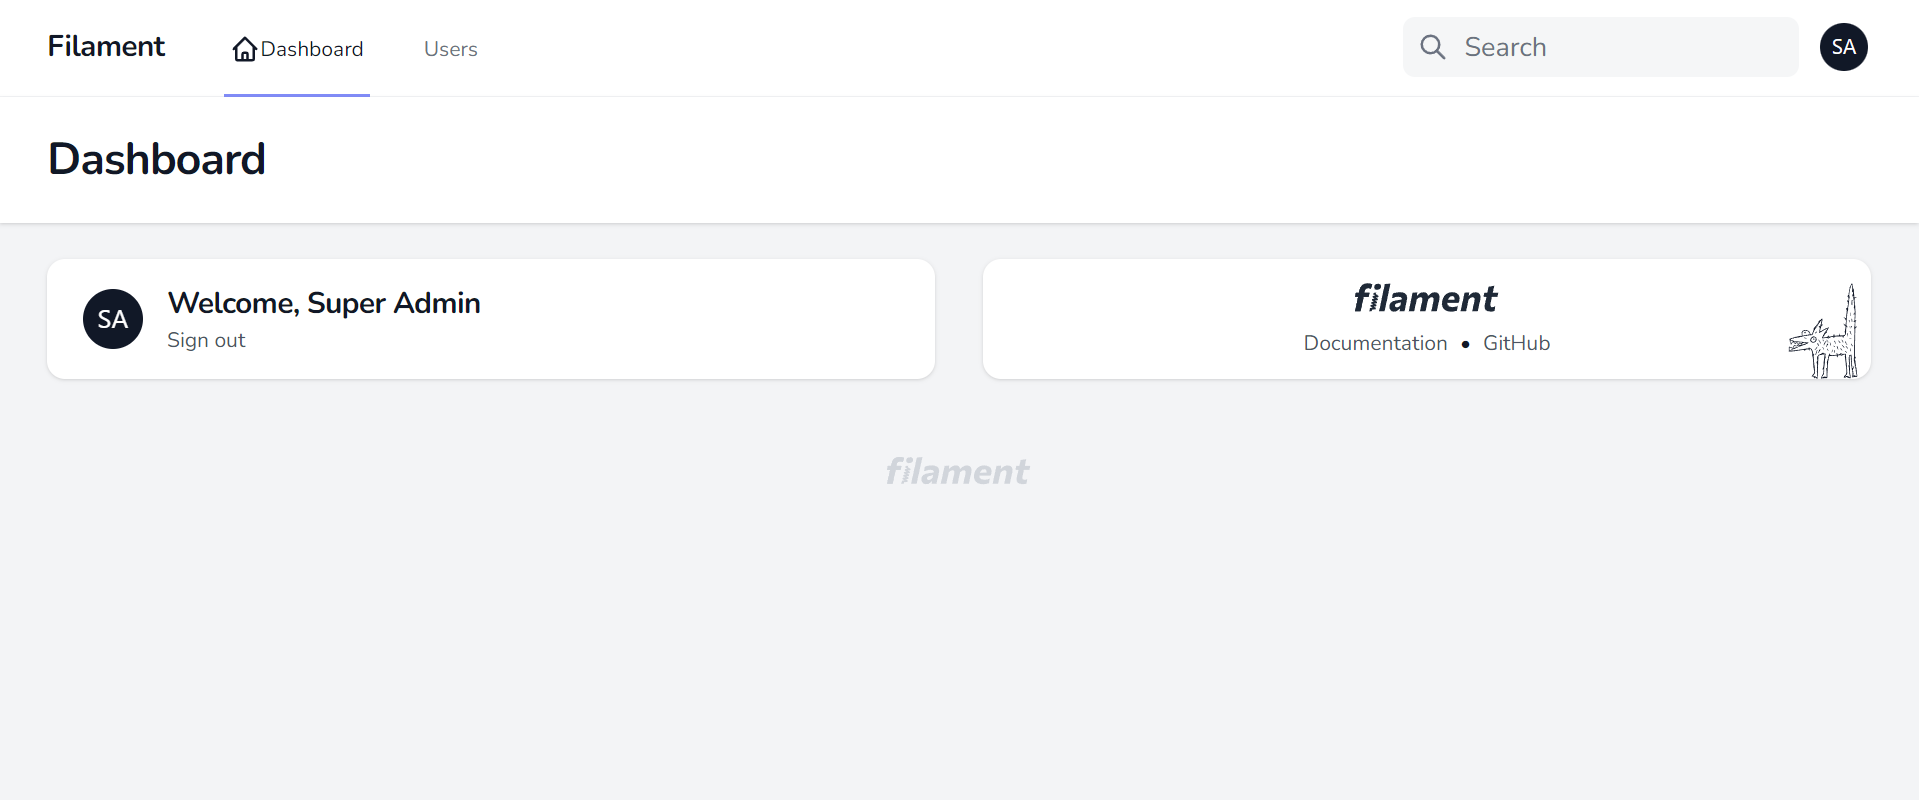 Filament Dashboard Users Search SA
Dashboard
SA Welcome, Super Admin
Sign out
filament
Documentation • GitHub
filament